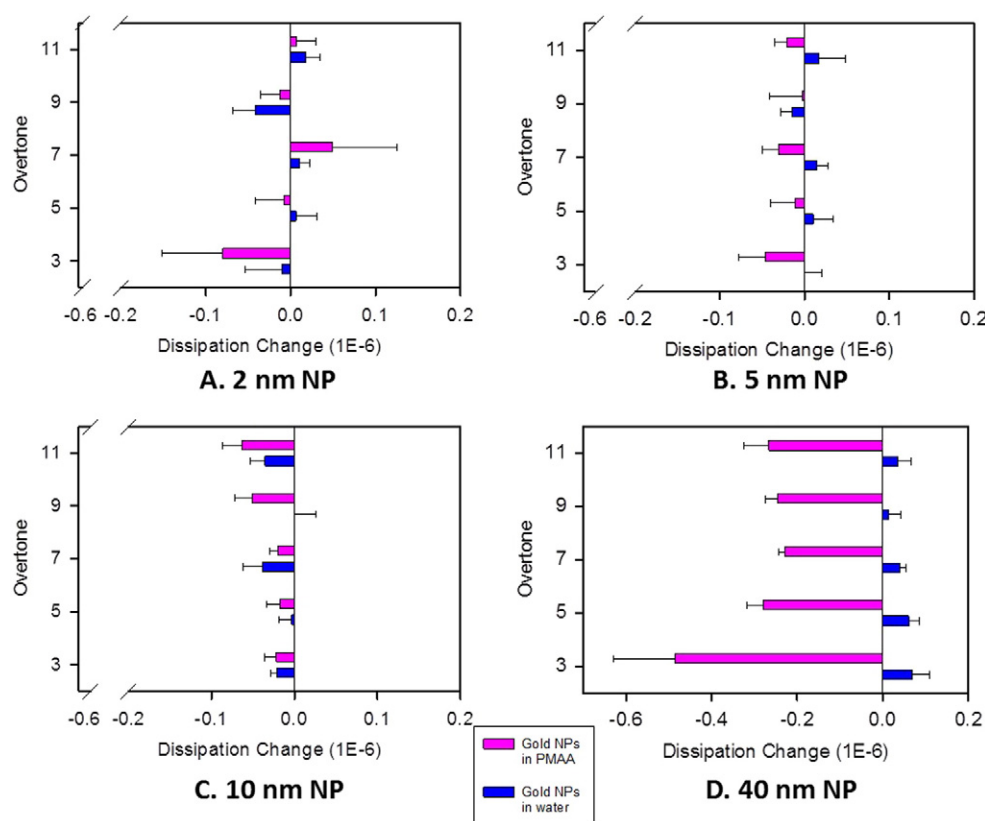 11
9
7
5
3
Overtone
-0.6 -0.2 -0.1 0.0 0.1 0.2
Dissipation Change (1E-6)
A. 2 nm NP
11
9
7
5
3
Overtone
-0.6 -0.2 -0.1 0.0 0.1 0.2
Dissipation Change (1E-6)
B. 5 nm NP
11
9
7
5
3
Overtone
-0.6 -0.2 -0.1 0.0 0.1 0.2
Dissipation Change (1E-6)
C. 10 nm NP
Gold NPs
in PMAA
Gold NPs
in water
11
9
7
5
3
Overtone
-0.6 -0.4 -0.2 0.0 0.2
Dissipation Change (1E-6)
D. 40 nm NP